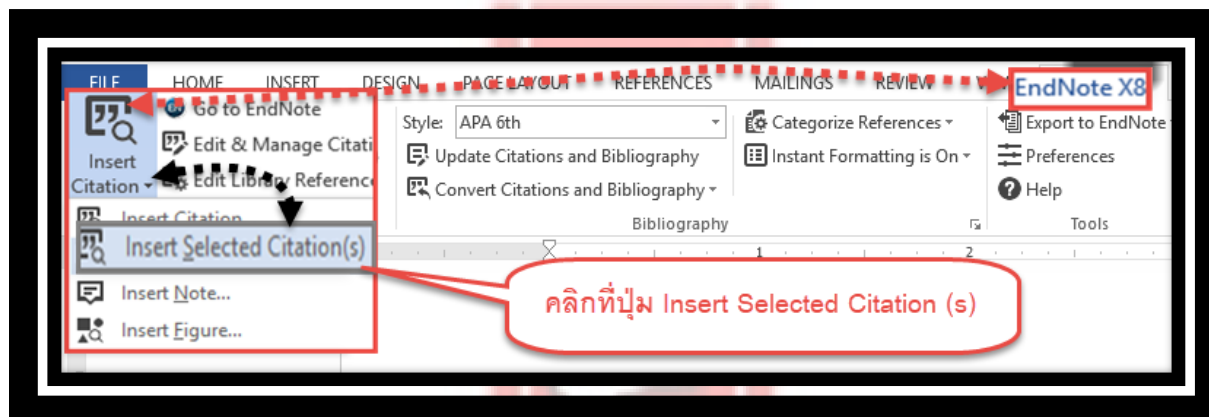 FILE HOME INSERT DESIGN PAGE LAYOUT REFERENCES MAILINGS REVIEW EndNote X8
Go to EndNote
Edit & Manage Citati
Edit Library Reference
Insert
Citation
Style: APA 6th
Update Citations and Bibliography
Convert Citations and Bibliography
Bibliography
Categorize References
Instant Formatting is On
Export to EndNote
Preferences
Help
Tools
Insert Citation
Insert Selected Citation(s)
Insert Note...
Insert Figure...
1 2
คลิกที่ปุ่ม Insert Selected Citation (s)